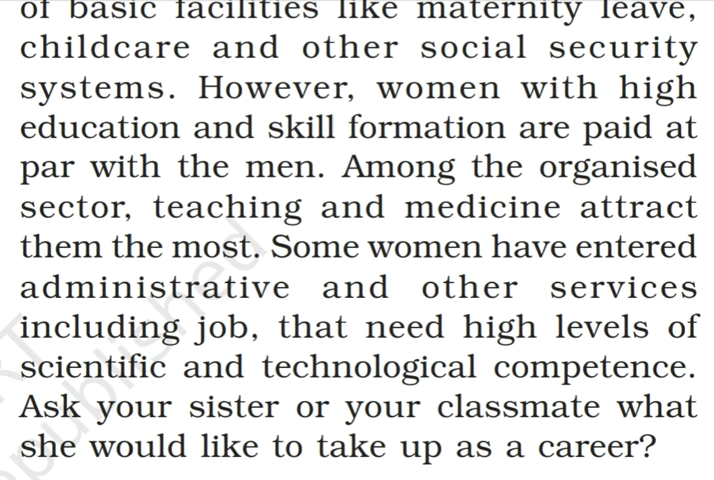 of basic facilities like maternity leave,
childcare and other social security
systems. However, women with high
education and skill formation are paid at
par with the men. Among the organised
sector, teaching and medicine attract
them the most. Some women have entered
administrative and other services
including job, that need high levels of
scientific and technological competence.
Ask your sister or your classmate what
she would like to take up as a career?
published